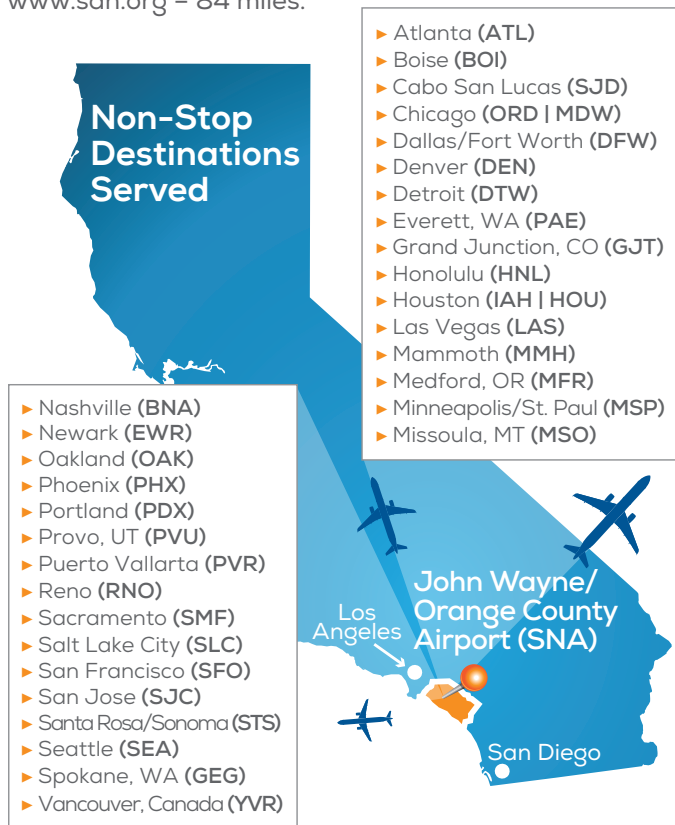 www.san.org – 84 miles.
Non-Stop
Destinations
Served
► Atlanta (ATL)
► Boise (BOI)
► Cabo San Lucas (SJD)
► Chicago (ORD | MDW)
► Dallas/Fort Worth (DFW)
► Denver (DEN)
► Detroit (DTW)
► Everett, WA (PAE)
► Grand Junction, CO (GJT)
► Honolulu (HNL)
► Houston (IAH | HOU)
► Las Vegas (LAS)
► Mammoth (MMH)
► Medford, OR (MFR)
► Minneapolis/St. Paul (MSP)
► Missoula, MT (MSO)
► Nashville (BNA)
► Newark (EWR)
► Oakland (OAK)
► Phoenix (PHX)
► Portland (PDX)
► Provo, UT (PVU)
► Puerto Vallarta (PVR)
► Reno (RNO)
► Sacramento (SMF)
► Salt Lake City (SLC)
► San Francisco (SFO)
► San Jose (SJC)
► Santa Rosa/Sonoma (STS)
► Seattle (SEA)
► Spokane, WA (GEG)
► Vancouver, Canada (YVR)
John Wayne/
Orange County
Airport (SNA)
Los
Angeles
San Diego